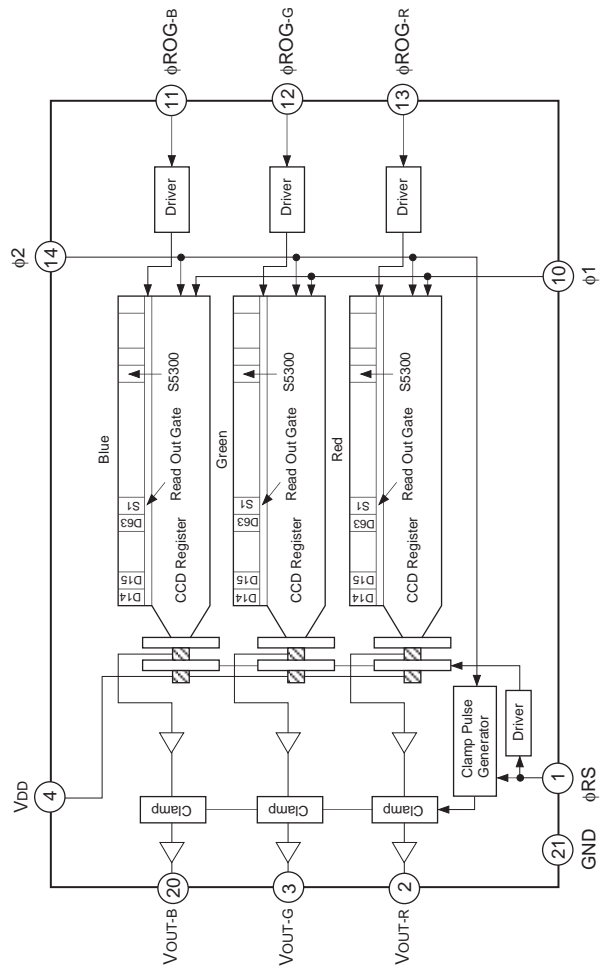 φROG-B
φROG-G
φROG-R
11
12
13
Driver
Driver
Driver
φ2
14
10
φ1
Blue
D14
D15
D63
S1
S5300
Read Out Gate
CCD Register
Green
D14
D15
D63
S1
S5300
Read Out Gate
CCD Register
Red
D14
D15
D63
S1
S5300
Read Out Gate
CCD Register
VDD
4
Clamp
Clamp
Clamp
Clamp Pulse
Generator
Driver
1
φRS
21
GND
20
3
2
VOUT-B
VOUT-G
VOUT-R